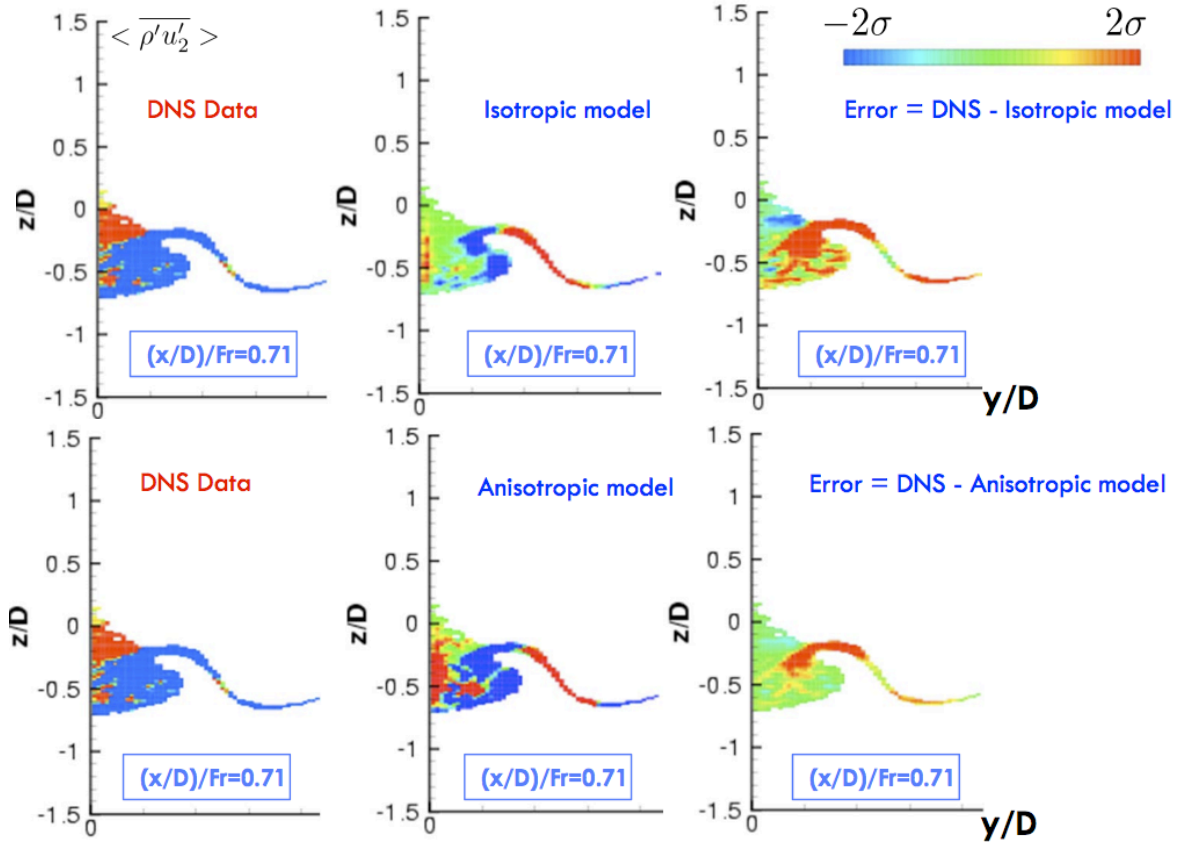 < \overline{ρ'u'_2} >
−2σ 2σ
DNS Data Isotropic model Error = DNS - Isotropic model
1.5 1.5 1.5
1 1 1
0.5 0.5 0.5
0 0 0
-0.5 -0.5 -0.5
-1 -1 -1
-1.5 -1.5 -1.5
z/D z/D z/D
(x/D)/Fr=0.71 (x/D)/Fr=0.71 (x/D)/Fr=0.71
0 0 0 y/D
DNS Data Anisotropic model Error = DNS - Anisotropic model
1.5 1.5 1.5
1 1 1
0.5 0.5 0.5
0 0 0
-0.5 -0.5 -0.5
-1 -1 -1
-1.5 -1.5 -1.5
z/D z/D z/D
(x/D)/Fr=0.71 (x/D)/Fr=0.71 (x/D)/Fr=0.71
0 0 0 y/D